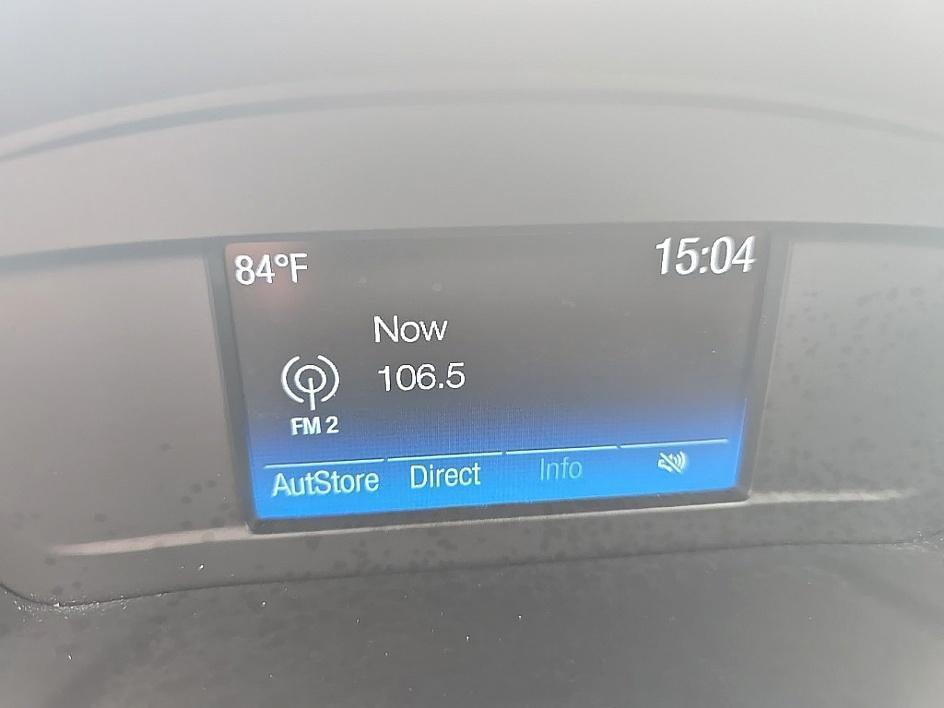 84°F 15:04
Now
106.5
FM 2
AutStore Direct Info